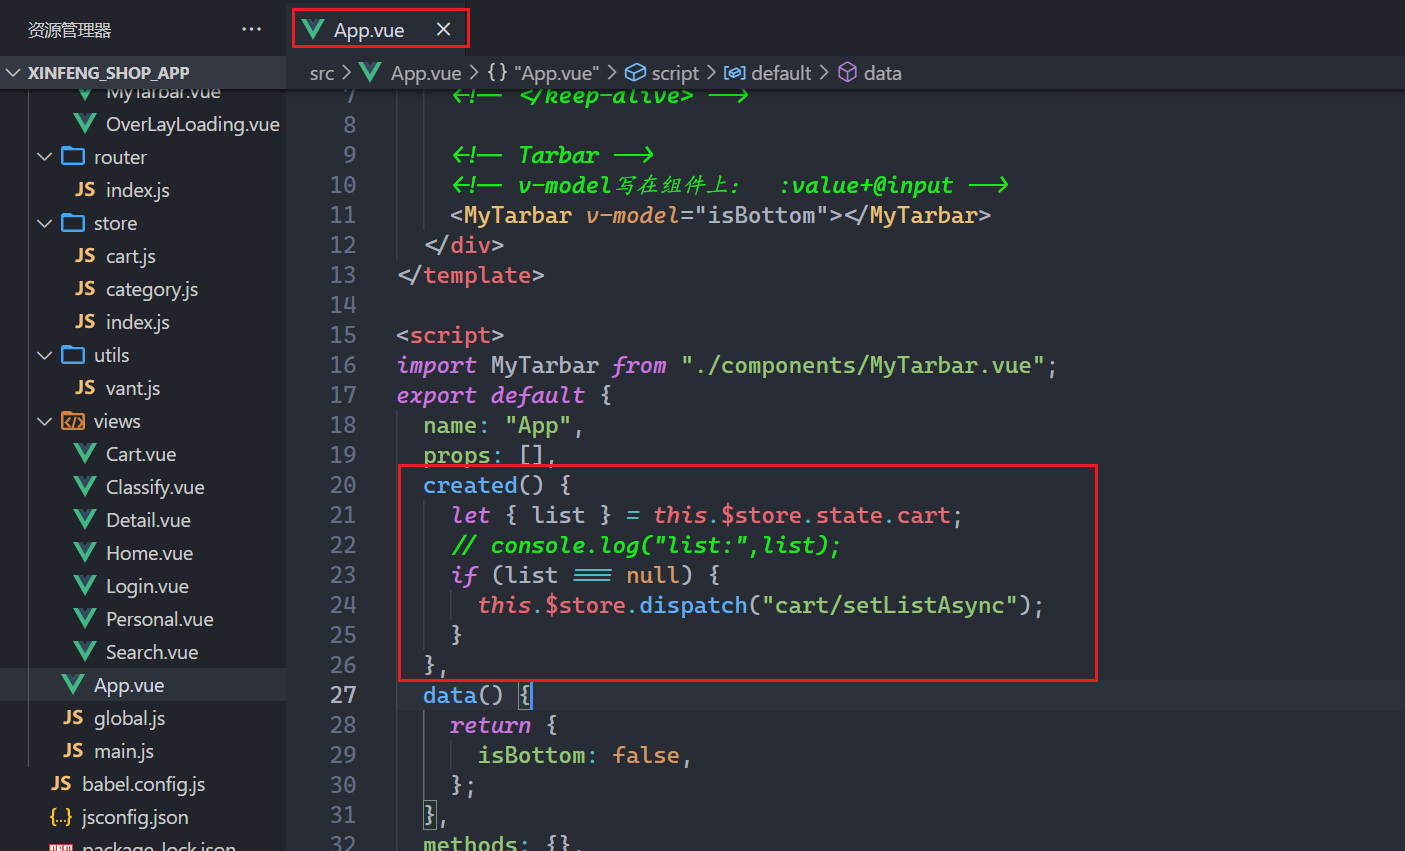 资源管理器 ···
App.vue ×
XINFENG_SHOP_APP
src > App.vue > {} "App.vue" > script > default > data
MyTarbar.vue
OverLayLoading.vue
router
JS index.js
store
JS cart.js
JS category.js
JS index.js
utils
JS vant.js
views
Cart.vue
Classify.vue
Detail.vue
Home.vue
Login.vue
Personal.vue
Search.vue
App.vue
JS global.js
JS main.js
JS babel.config.js
{..} jsconfig.json
package-lock.json
7 <!-- </keep-alive> -->
8
9 <!-- Tarbar -->
10 <!-- v-model写在组件上: :value+@input -->
11 <MyTarbar v-model="isBottom"></MyTarbar>
12 </div>
13 </template>
14
15 <script>
16 import MyTarbar from "./components/MyTarbar.vue";
17 export default {
18 name: "App",
19 props: [],
20 created() {
21 let { list } = this.$store.state.cart;
22 // console.log("list:",list);
23 if (list === null) {
24 this.$store.dispatch("cart/setListAsync");
25 }
26 },
27 data() {
28 return {
29 isBottom: false,
30 };
31 },
32 methods: {},